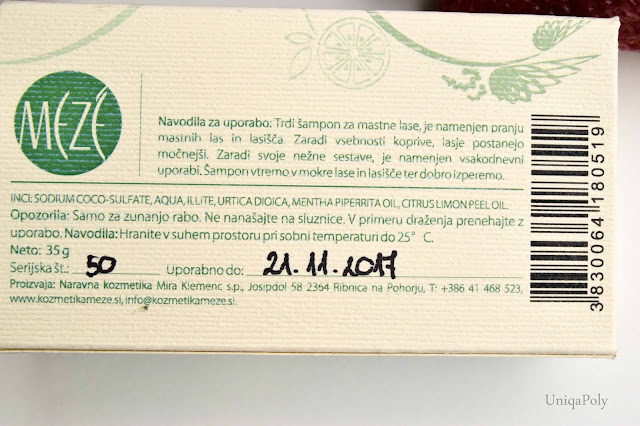 MEZÉ
Navodila za uporabo: Trdi šampon za mastne lase, je namenjen pranju
mastnih las in lasišča. Zaradi vsebnosti koprive, lasje postanejo
močnejši. Zaradi svoje nežne sestave, je namenjen vsakodnevni
uporabi. Šampon vtremo v mokre lase in lasišče ter dobro izperemo.
INCI: SODIUM COCO-SULFATE, AQUA, ILLITE, URTICA DIOICA, MENTHA PIPERRITA OIL, CITRUS LIMON PEEL OIL.
Opozorila: Samo za zunanjo rabo. Ne nanašajte na sluznice. V primeru draženja prenehajte z
uporabo. Navodila: Hranite v suhem prostoru pri sobni temperaturi do 25° C.
Neto: 35 g
Serijska št.: 50 Uporabno do: 21. 11. 2017
Proizvaja: Naravna kozmetika Mira Klemenc s.p., Josipdol 58 2364 Ribnica na Pohorju, T: +386 41 468 523,
www.kozmetikameze.si, info@kozmetikameze.si.
3 830064 180519
UniqaPoly